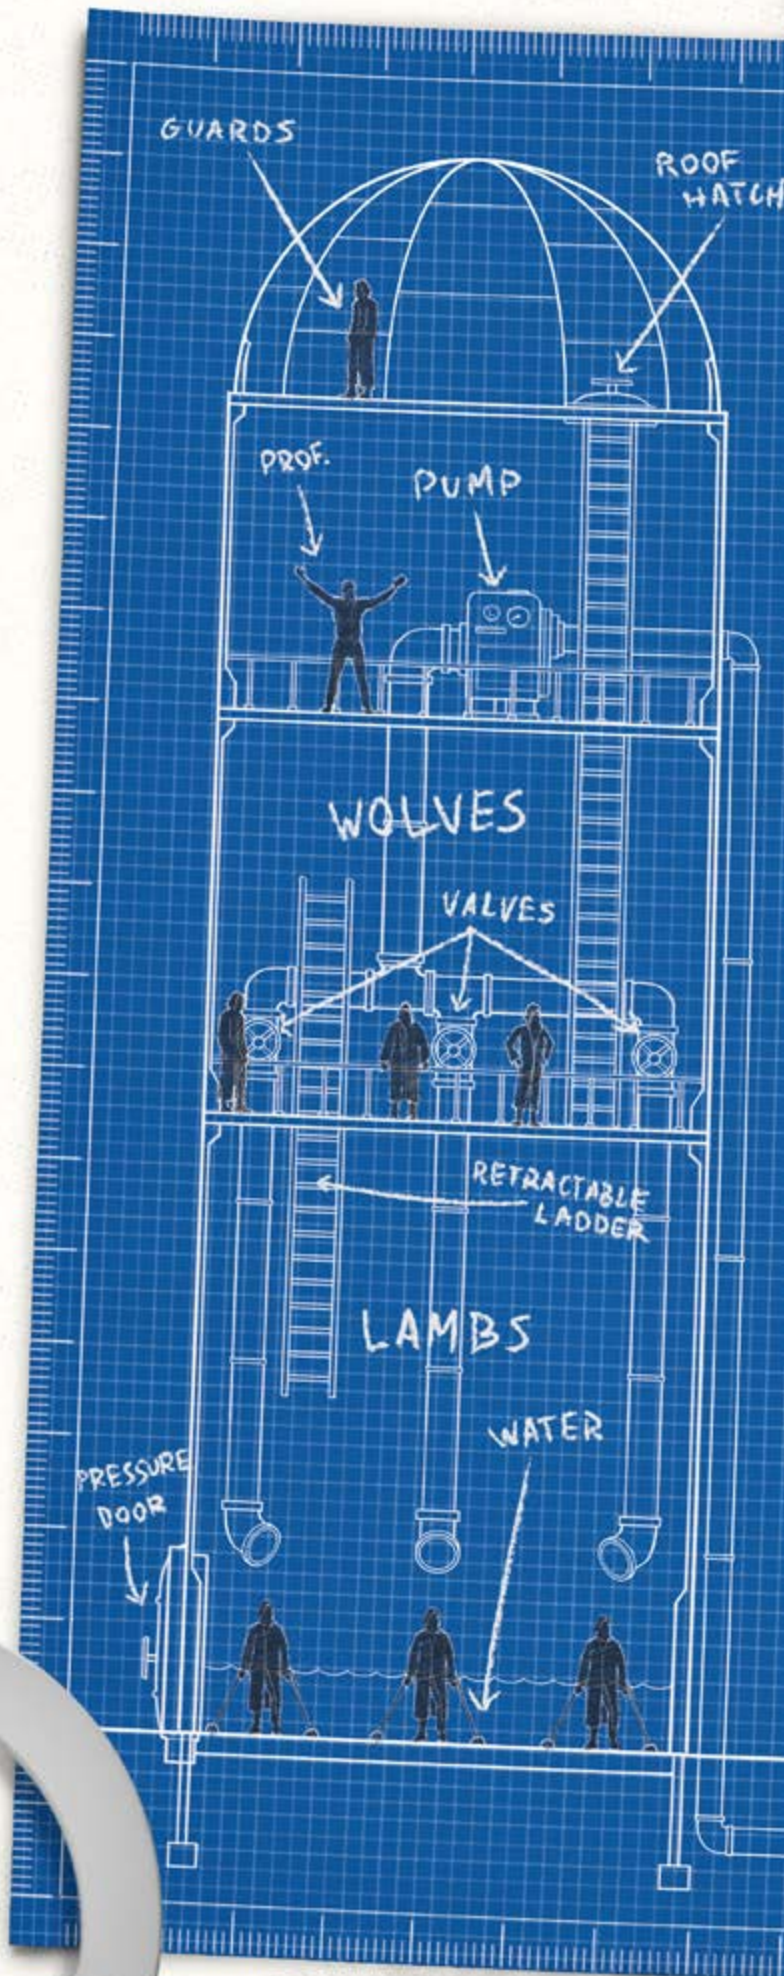 GUARDS
ROOF
HATCH
PROF.
PUMP
WOLVES
VALVES
RETRACTABLE
LADDER
LAMBS
WATER
PRESSURE
DOOR